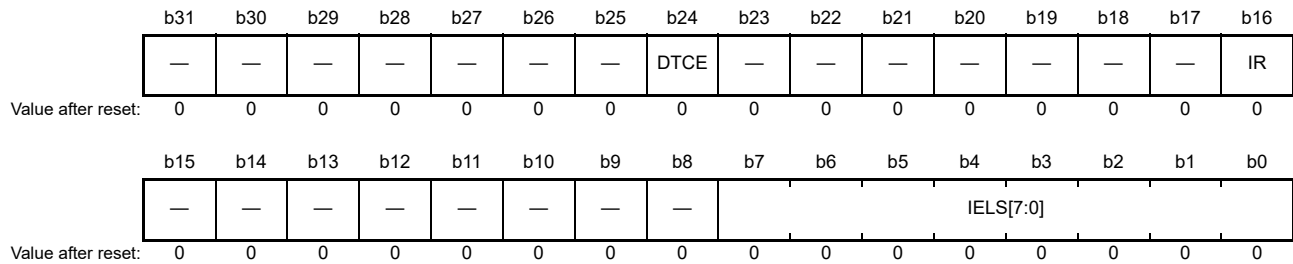 b31 b30 b29 b28 b27 b26 b25 b24 b23 b22 b21 b20 b19 b18 b17 b16
— — — — — — — DTCE — — — — — — — IR
Value after reset: 0 0 0 0 0 0 0 0 0 0 0 0 0 0 0 0
b15 b14 b13 b12 b11 b10 b9 b8 b7 b6 b5 b4 b3 b2 b1 b0
— — — — — — — — IELS[7:0]
Value after reset: 0 0 0 0 0 0 0 0 0 0 0 0 0 0 0 0